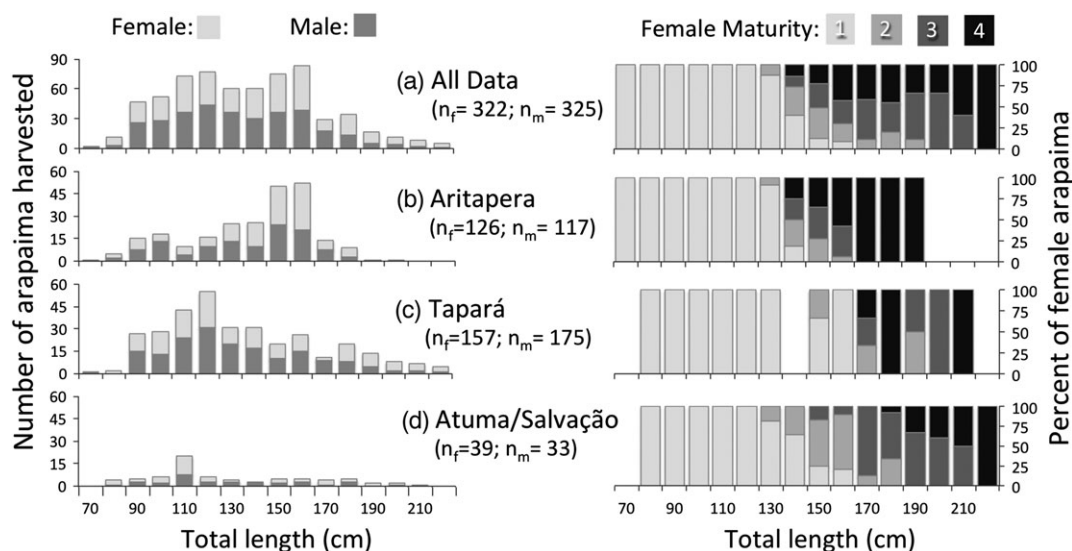 Female: Male: Female Maturity: 1 2 3 4
Number of arapaima harvested
90
60
30
0
(a) All Data
(nf= 322; nm= 325)
100
75
50
25
0
60
45
30
15
0
(b) Aritapera
(nf=126; nm= 117)
100
75
50
25
0
60
45
30
15
0
(c) Tapará
(nf=157; nm= 175)
100
75
50
25
0
60
45
30
15
0
(d) Atuma/Salvação
(nf=39; nm= 33)
100
75
50
25
0
Percent of female arapaima
70 90 110 130 150 170 190 210
70 90 110 130 150 170 190 210
Total length (cm) Total length (cm)